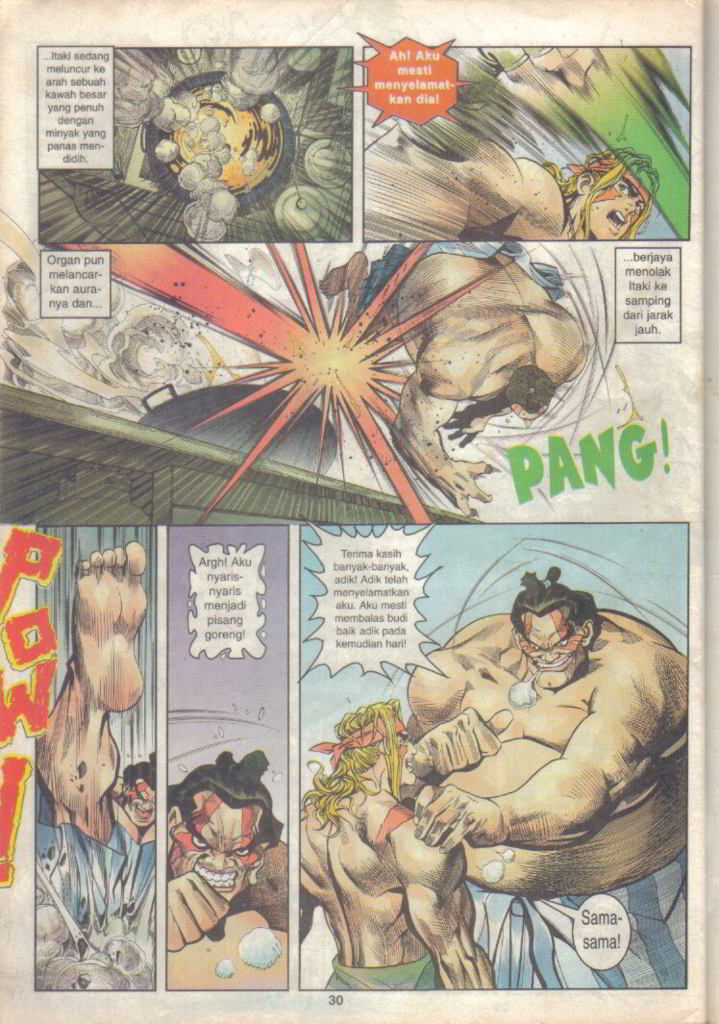 ...Itaki sedang
meluncur ke
arah sebuah
kawah besar
yang penuh
dengan
minyak yang
panas men-
didih.
Ah! Aku
mesti
menyelamat-
kan dia!
Organ pun
melancar-
kan aura-
nya dan...
...berjaya
menolak
Itaki ke
samping
dari jarak
jauh.
PANG!
POW!
Argh! Aku
nyaris-
nyaris
menjadi
pisang
goreng!
Terima kasih
banyak-banyak,
adik! Adik telah
menyelamatkan
aku. Aku mesti
membalas budi
baik adik pada
kemudian hari!
Sama-
sama!
30